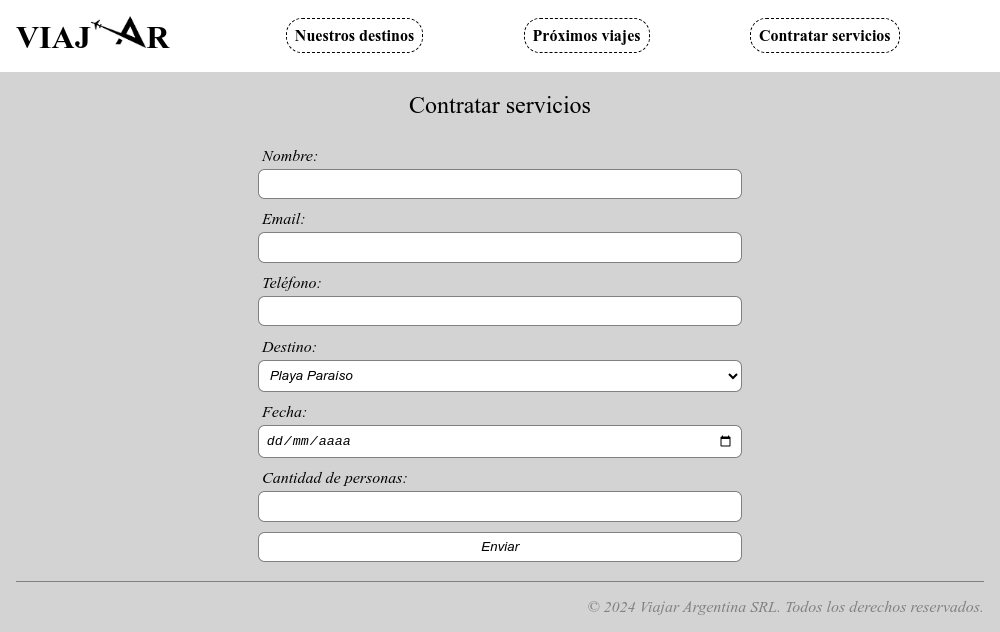 VIAJAR
Nuestros destinos
Próximos viajes
Contratar servicios
Contratar servicios
Nombre:
Email:
Teléfono:
Destino:
Playa Paraiso
Fecha:
dd/mm/aaaa
Cantidad de personas:
Enviar
© 2024 Viajar Argentina SRL. Todos los derechos reservados.